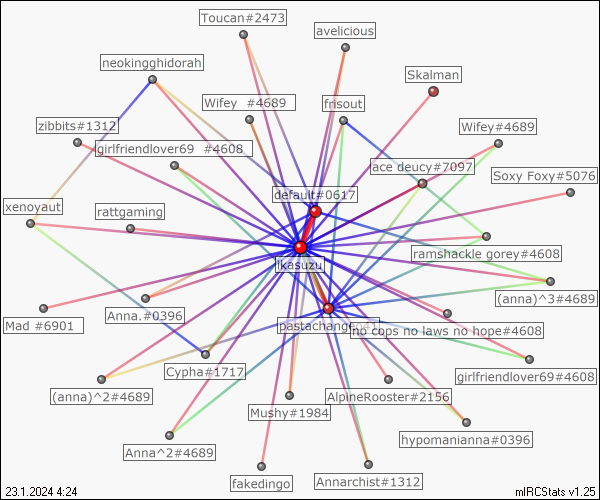 Toucan#2473
avelicious
neokingghidorah
Skalman
Wifey #4689
frisout
zibbits#1312
Wifey#4689
girlfriendlover69 #4608
ace deucy#7097
Soxy Foxy#5076
default#0617
xenoyaut
rattgaming
ramshackle gorey#4608
ikasuzu
(anna)^3#4689
Anna.#0396
Mad #6901
no cops no laws no hope#4608
Cypha#1717
girlfriendlover69#4608
(anna)^2#4689
AlpineRooster#2156
Mushy#1984
hypomanianna#0396
Anna^2#4689
fakedingo
Annarchist#1312
23.1.2024 4:24
mIRCStats v1.25